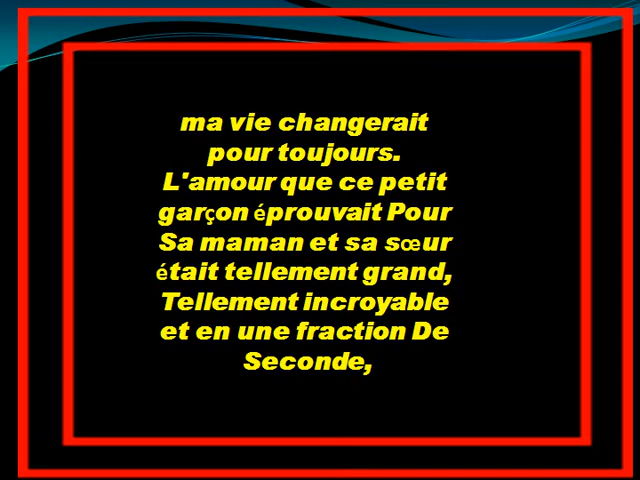 ma vie changerait
pour toujours.
L'amour que ce petit
garçon éprouvait Pour
Sa maman et sa sœur
était tellement grand,
Tellement incroyable
et en une fraction De
Seconde,